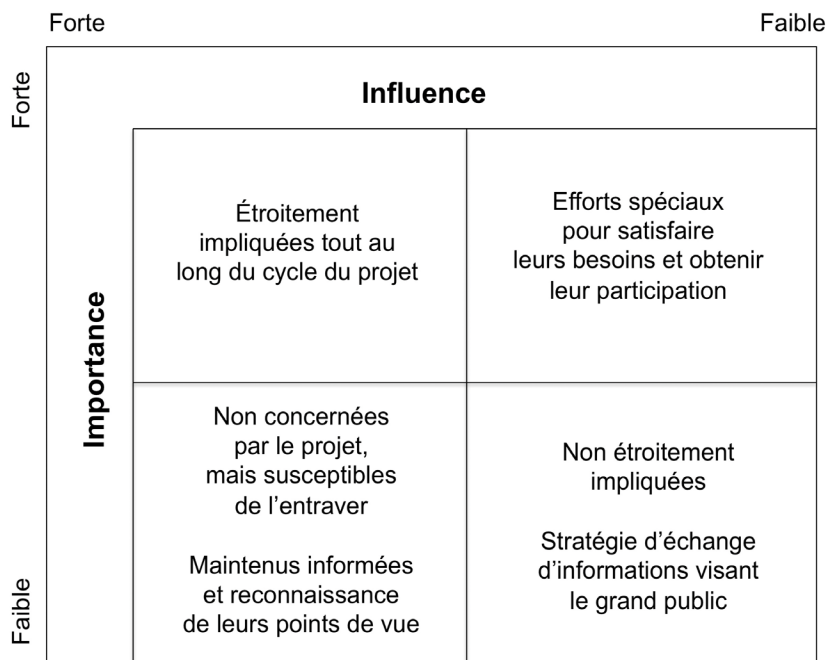 Forte
Faible
Forte
Influence
Importance
Étroitement
impliquées tout au
long du cycle du projet
Efforts spéciaux
pour satisfaire
leurs besoins et obtenir
leur participation
Non concernées
par le projet,
mais susceptibles
de l’entraver
Maintenus informées
et reconnaissance
de leurs points de vue
Non étroitement
impliquées
Stratégie d’échange
d’informations visant
le grand public
Faible